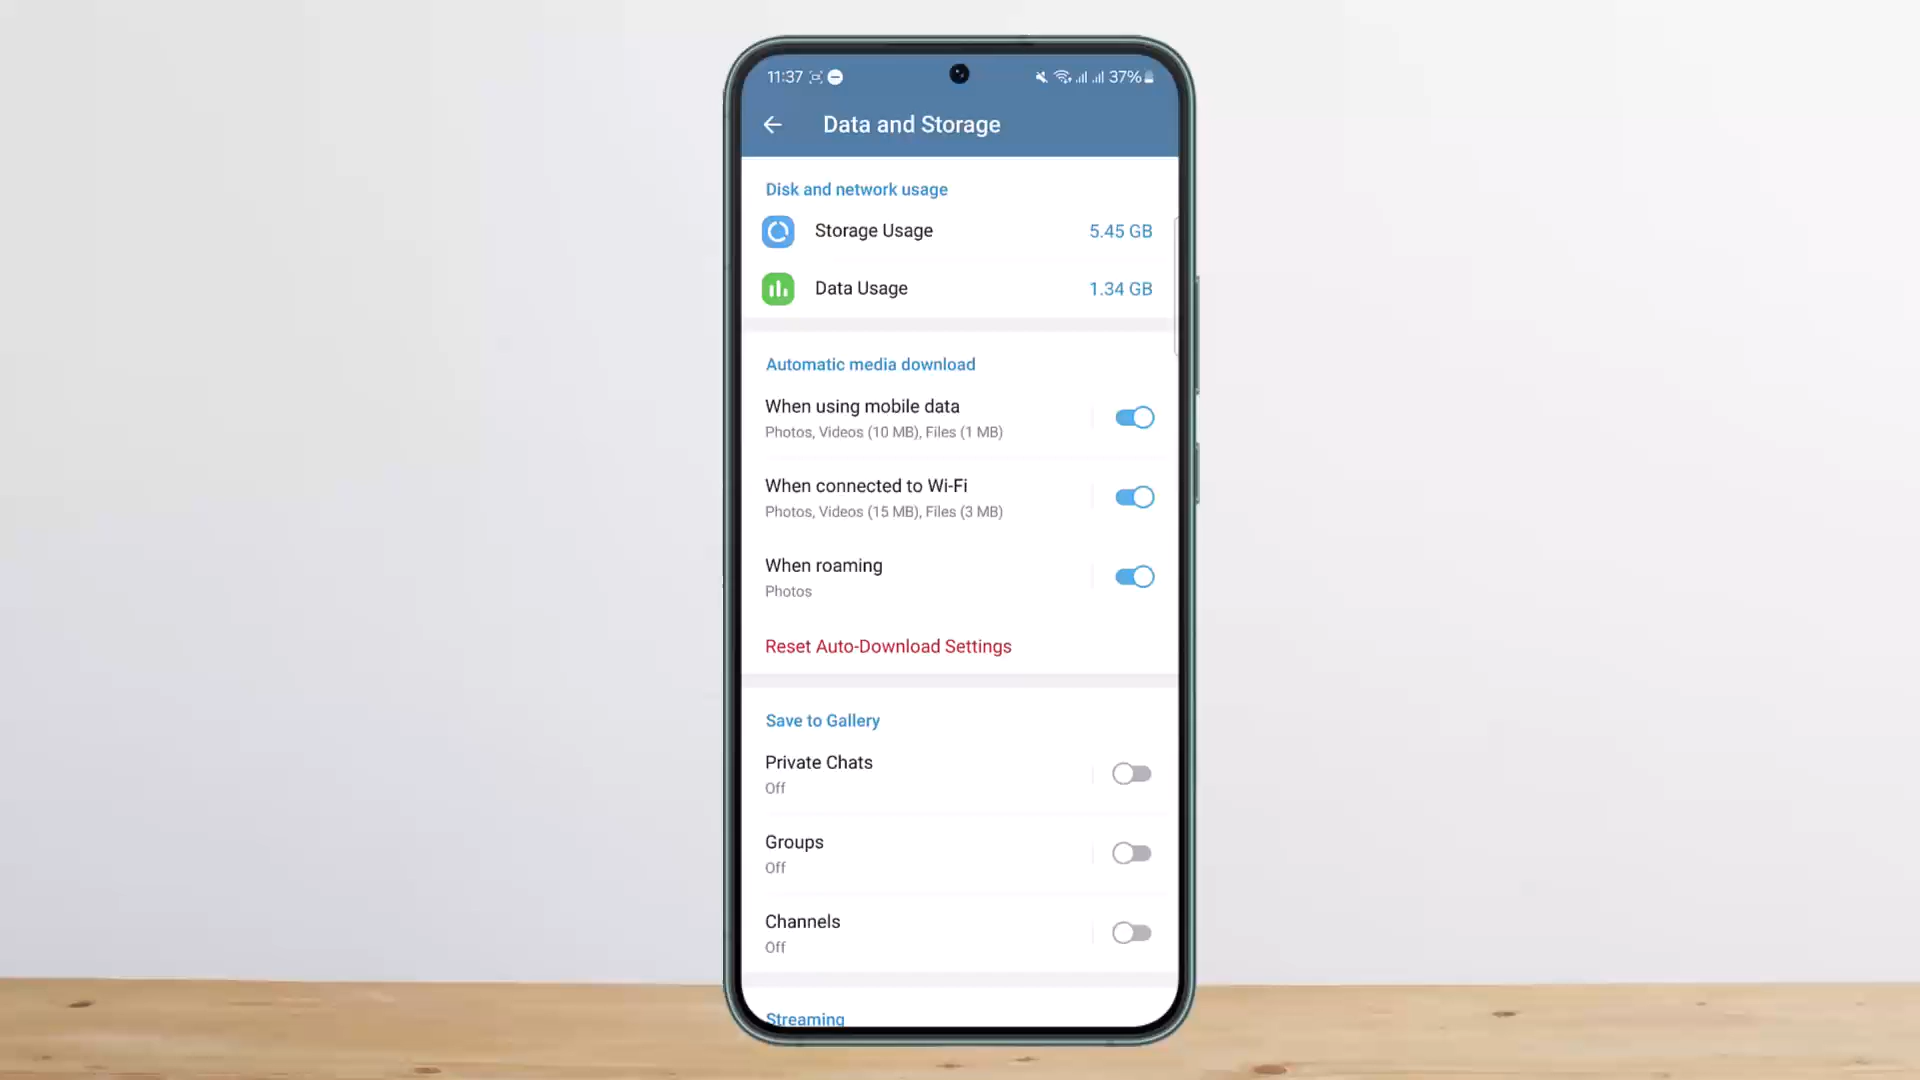 11:37
37%
Data and Storage
Disk and network usage
Storage Usage 5.45 GB
Data Usage 1.34 GB
Automatic media download
When using mobile data
Photos, Videos (10 MB), Files (1 MB)
When connected to Wi-Fi
Photos, Videos (15 MB), Files (3 MB)
When roaming
Photos
Reset Auto-Download Settings
Save to Gallery
Private Chats
Off
Groups
Off
Channels
Off
Streaming